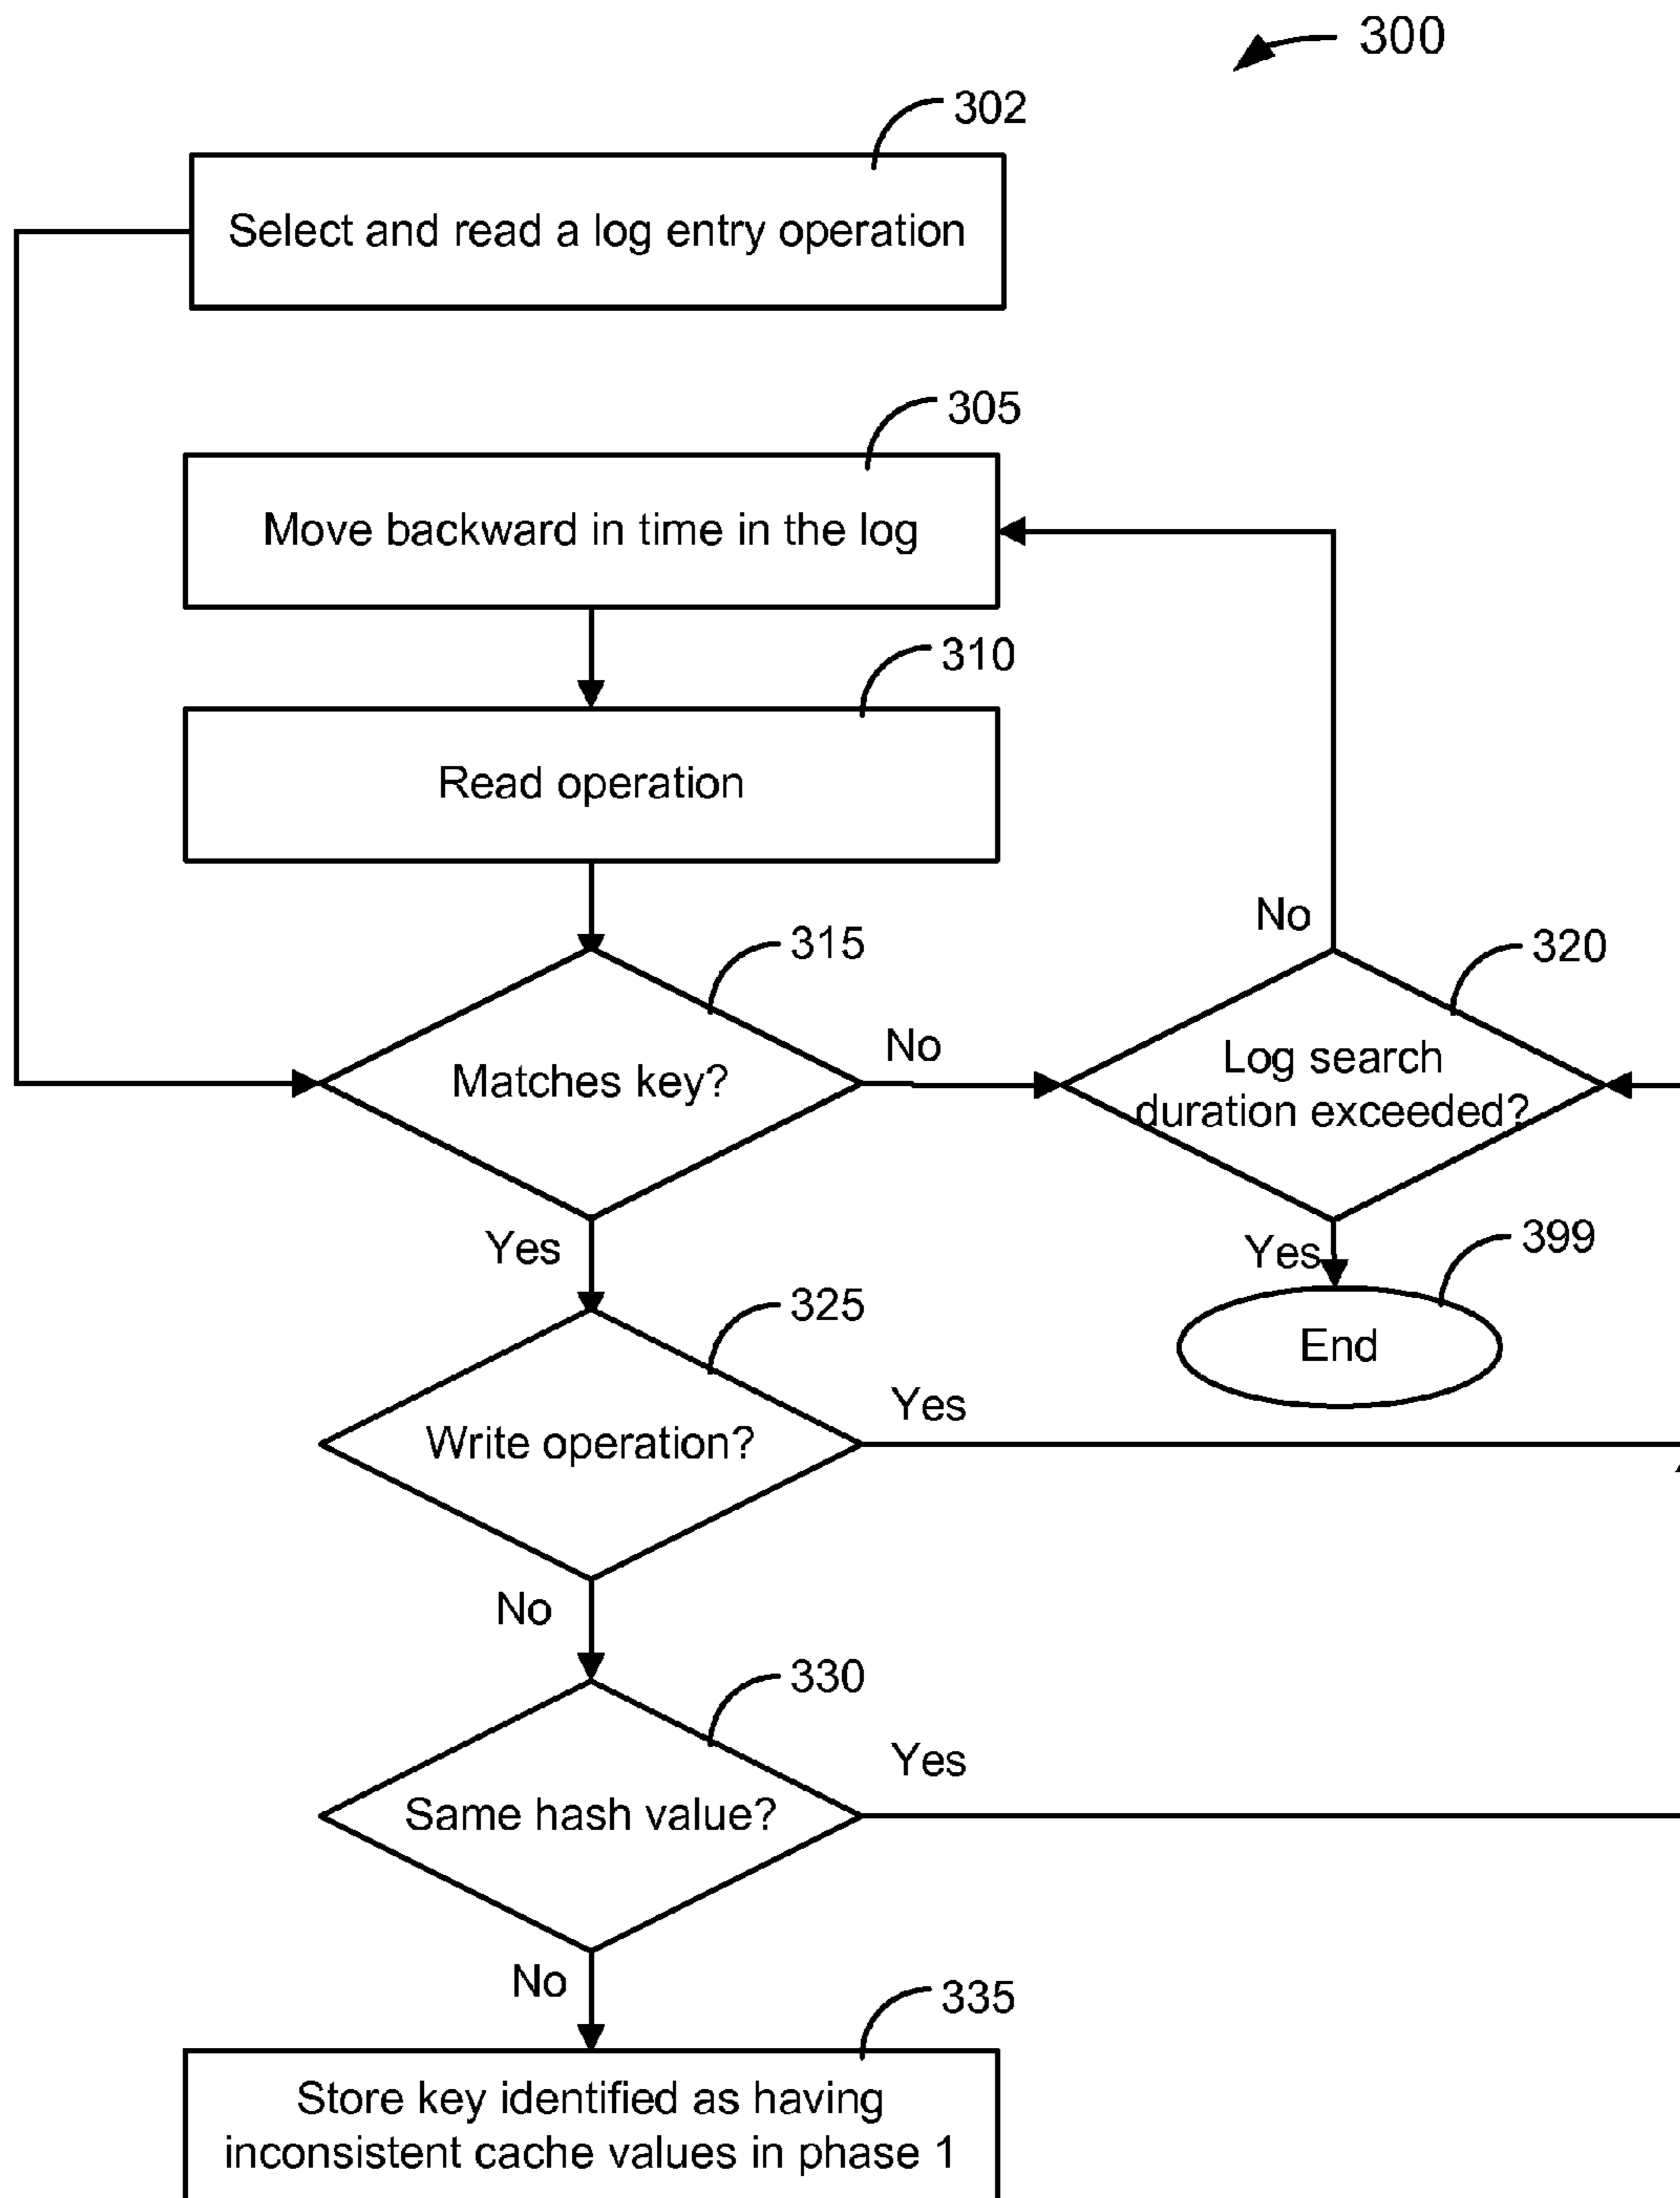 300
302
Select and read a log entry operation
305
Move backward in time in the log
310
Read operation
315
Matches key?
No
No
320
Log search
duration exceeded?
Yes
Yes
399
End
325
Write operation?
Yes
No
330
Same hash value?
Yes
No
335
Store key identified as having
inconsistent cache values in phase 1